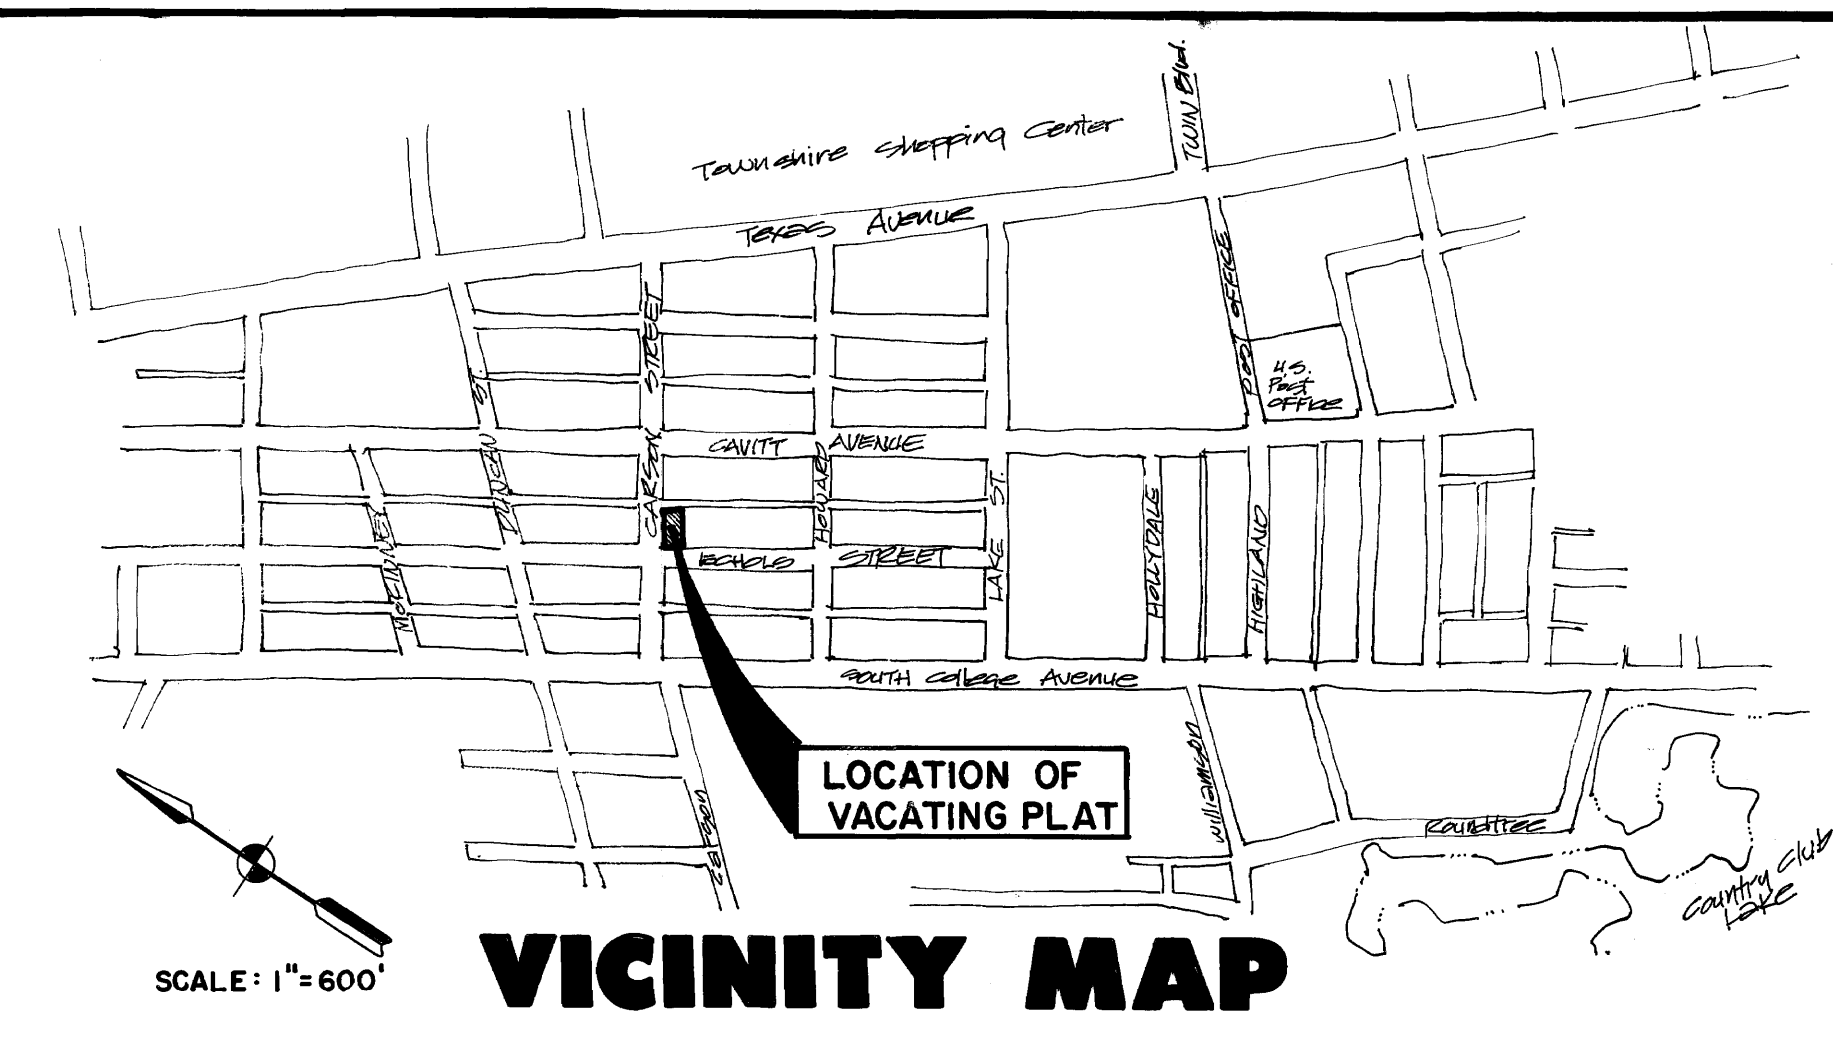 TWIN Blvd.
Townshire Shopping Center
TEXAS AVENUE
POST OFFICE
U.S.
Post
OFFICE
CARSON STREET
DUNCAN ST.
CAVITT AVENUE
HOWARD
LAKE ST.
McKINNEY
HOLLYDALE
HIGHLAND
ECHOLS STREET
SOUTH College Avenue
Williamson
Carson
Roundtree
Country Club
Lake
LOCATION OF
VACATING PLAT
SCALE: 1"=600'
VICINITY MAP